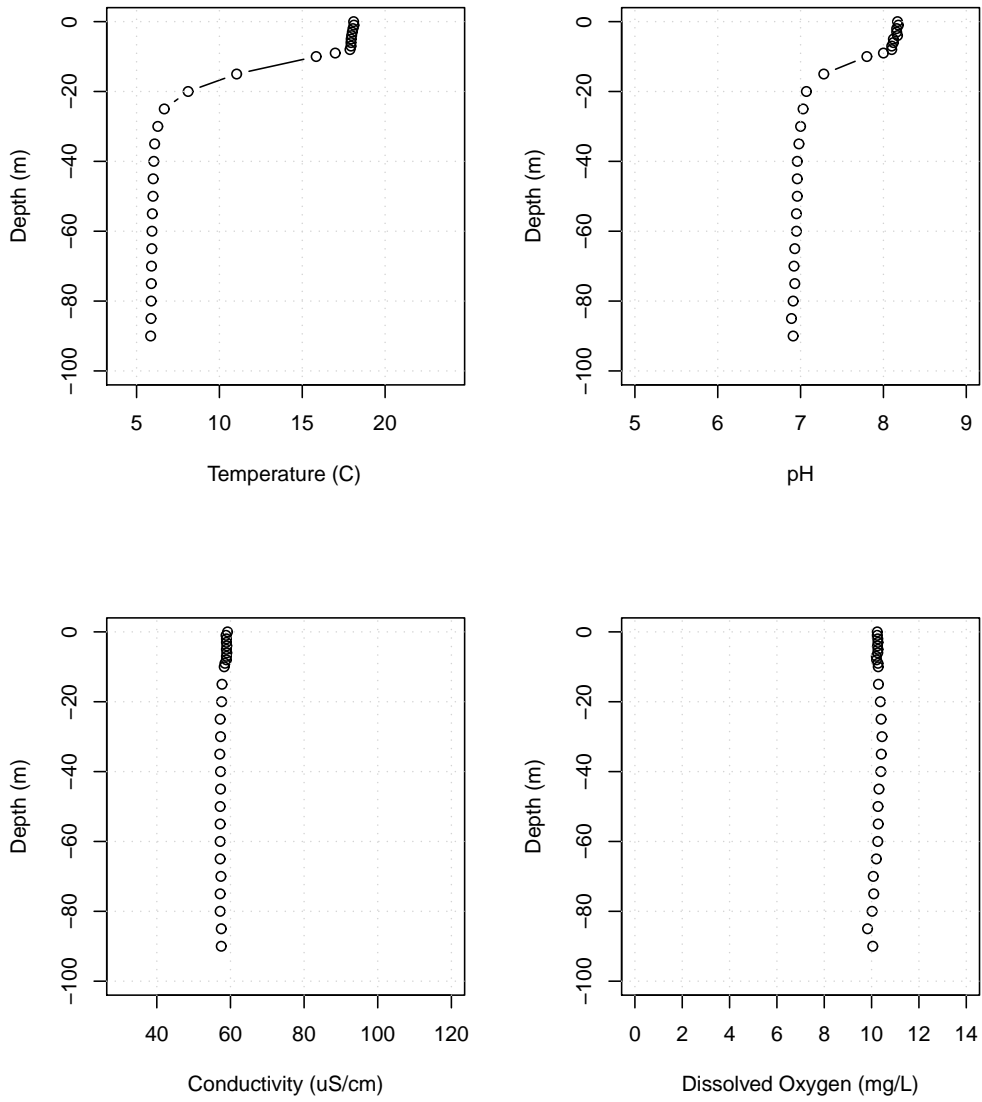 0
−20
−40
−60
−80
−100
Depth (m)
5 10 15 20
Temperature (C)
0
−20
−40
−60
−80
−100
Depth (m)
5 6 7 8 9
pH
0
−20
−40
−60
−80
−100
Depth (m)
40 60 80 100 120
Conductivity (uS/cm)
0
−20
−40
−60
−80
−100
Depth (m)
0 2 4 6 8 10 12 14
Dissolved Oxygen (mg/L)